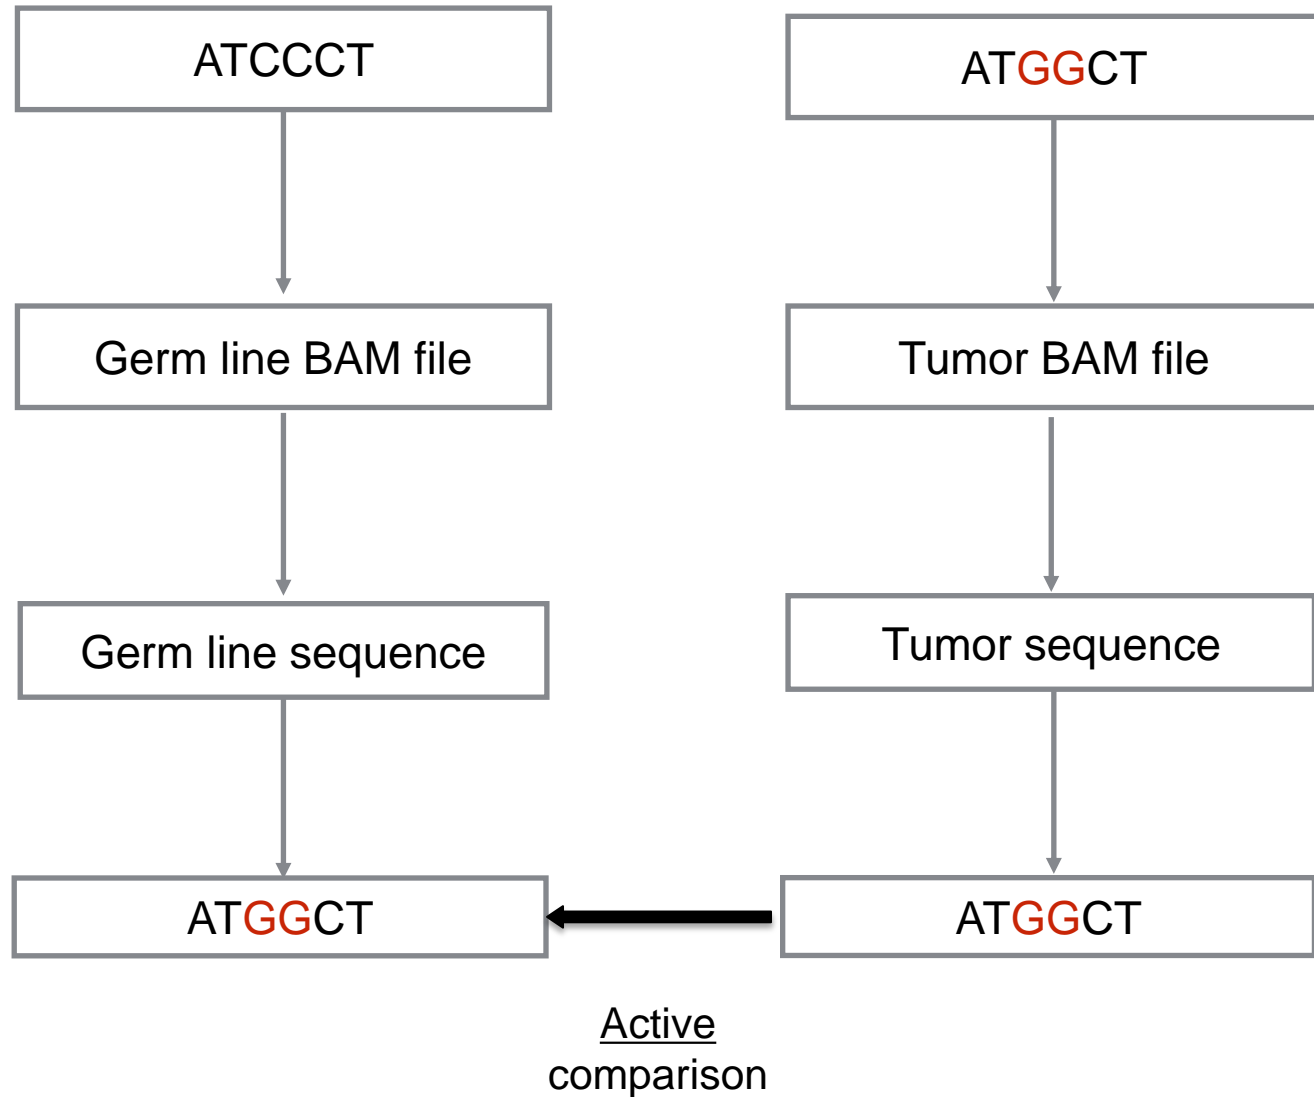 ATCCCT
ATGGCT
Germ line BAM file
Tumor BAM file
Germ line sequence
Tumor sequence
ATGGCT
ATGGCT
Active
comparison